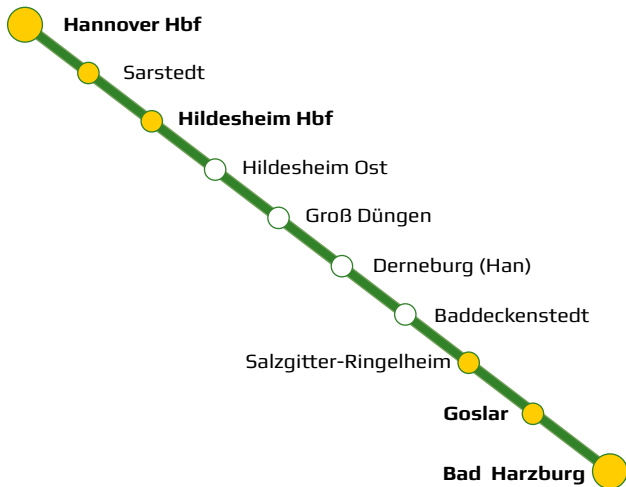 Hannover Hbf
Sarstedt
Hildesheim Hbf
Hildesheim Ost
Groß Düngen
Derneburg (Han)
Baddeckenstedt
Salzgitter-Ringelheim
Goslar
Bad Harzburg